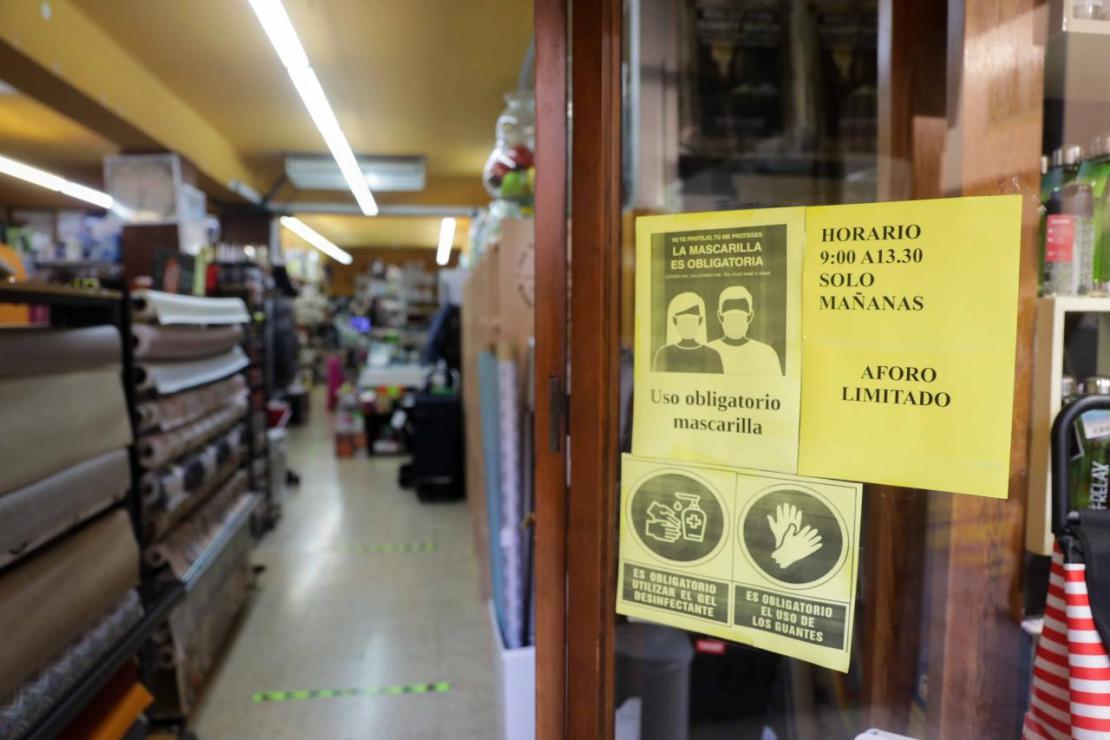 YO TE PROTEJO, TÚ ME PROTEGES
LA MASCARILLA
ES OBLIGATORIA
Uso obligatorio
mascarilla
HORARIO
9:00 A13.30
SOLO
MAÑANAS
AFORO
LIMITADO
ES OBLIGATORIO
UTILIZAR EL GEL
DESINFECTANTE
ES OBLIGATORIO
EL USO DE
LOS GUANTES
RELAX